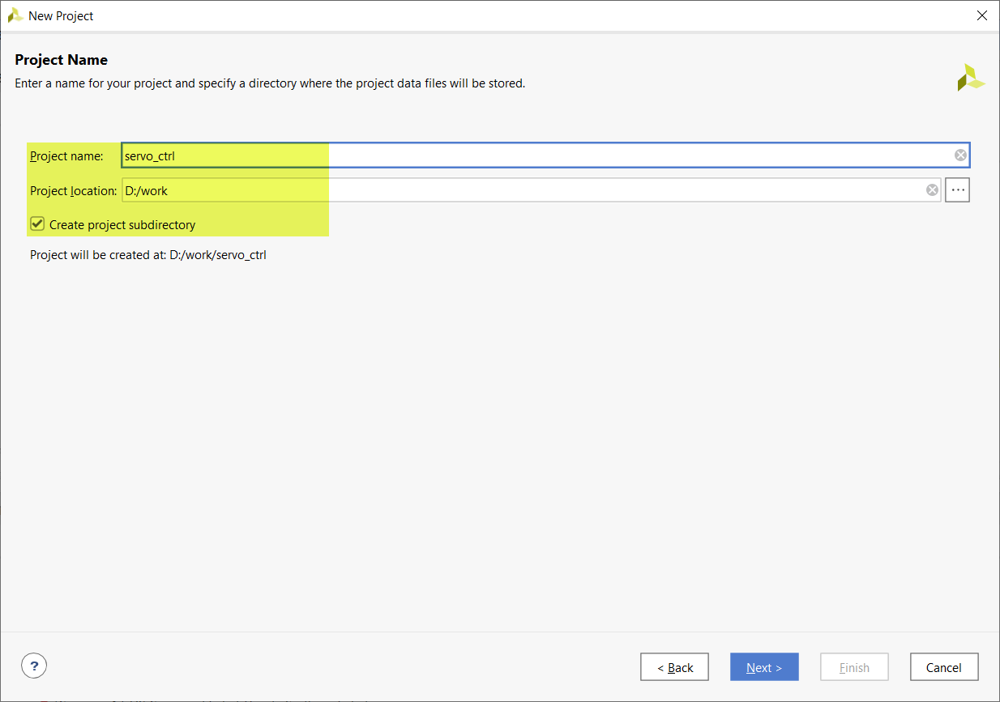 New Project
Project Name
Enter a name for your project and specify a directory where the project data files will be stored.
Project name: servo_ctrl
Project location: D:/work ...
Create project subdirectory
Project will be created at: D:/work/servo_ctrl
? < Back Next > Finish Cancel